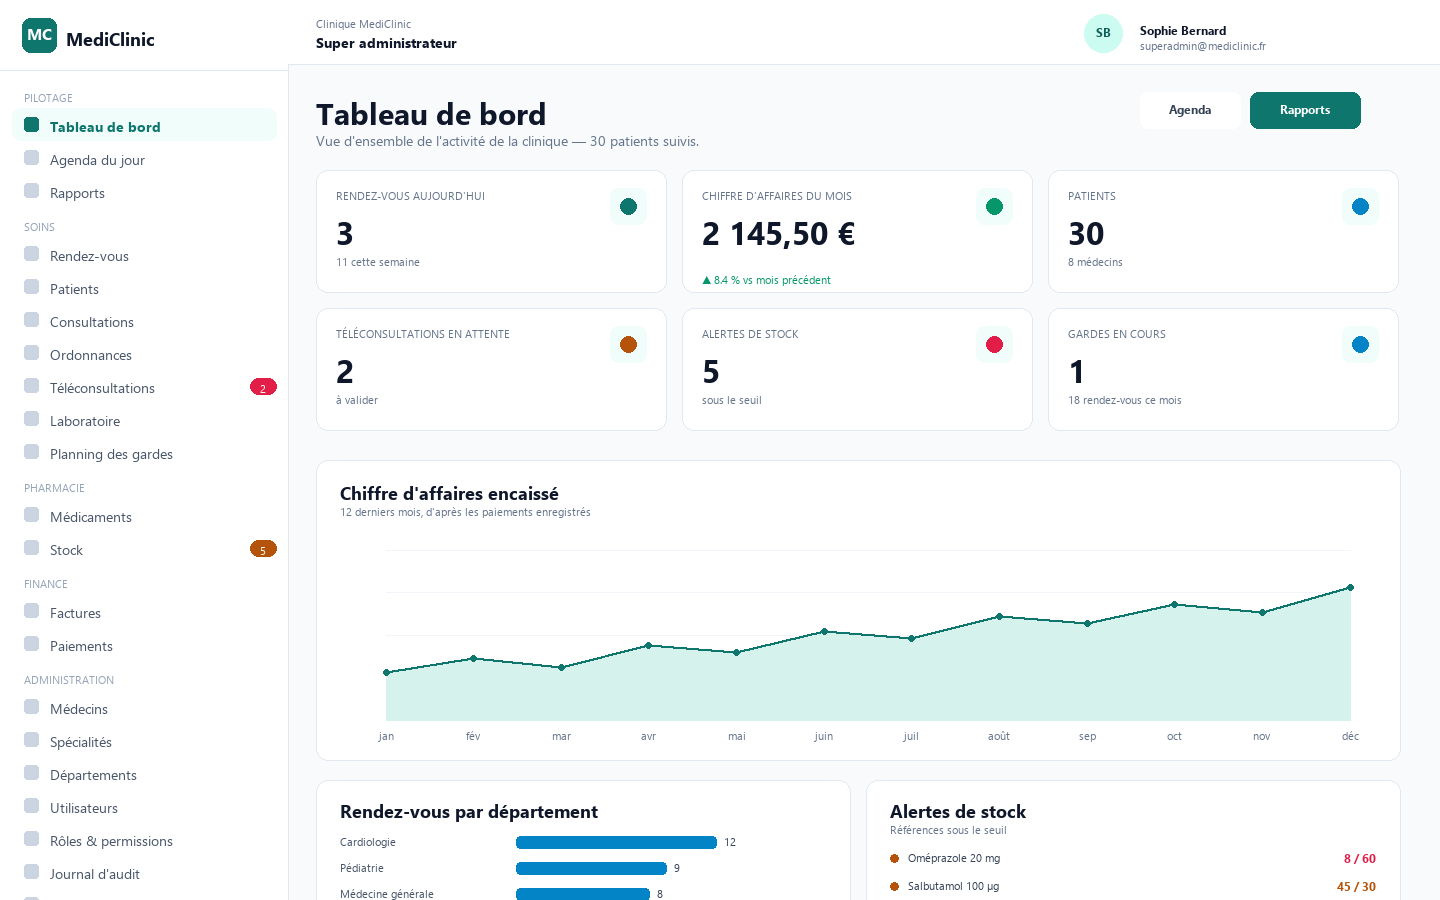 MC MediClinic
PILOTAGE
Tableau de bord
Agenda du jour
Rapports
SOINS
Rendez-vous
Patients
Consultations
Ordonnances
Téléconsultations 2
Laboratoire
Planning des gardes
PHARMACIE
Médicaments
Stock 5
FINANCE
Factures
Paiements
ADMINISTRATION
Médecins
Spécialités
Départements
Utilisateurs
Rôles & permissions
Journal d'audit
Clinique MediClinic
Super administrateur
SB
Sophie Bernard
superadmin@mediclinic.fr
Tableau de bord
Vue d'ensemble de l'activité de la clinique — 30 patients suivis.
Agenda
Rapports
RENDEZ-VOUS AUJOURD'HUI
3
11 cette semaine
CHIFFRE D'AFFAIRES DU MOIS
2 145,50 €
▲ 8.4 % vs mois précédent
PATIENTS
30
8 médecins
TÉLÉCONSULTATIONS EN ATTENTE
2
à valider
ALERTES DE STOCK
5
sous le seuil
GARDES EN COURS
1
18 rendez-vous ce mois
Chiffre d'affaires encaissé
12 derniers mois, d'après les paiements enregistrés
jan fév mar avr mai juin juil août sep oct nov déc
Rendez-vous par département
Cardiologie 12
Pédiatrie 9
Médecine générale 8
Alertes de stock
Références sous le seuil
Oméprazole 20 mg 8 / 60
Salbutamol 100 µg 45 / 30